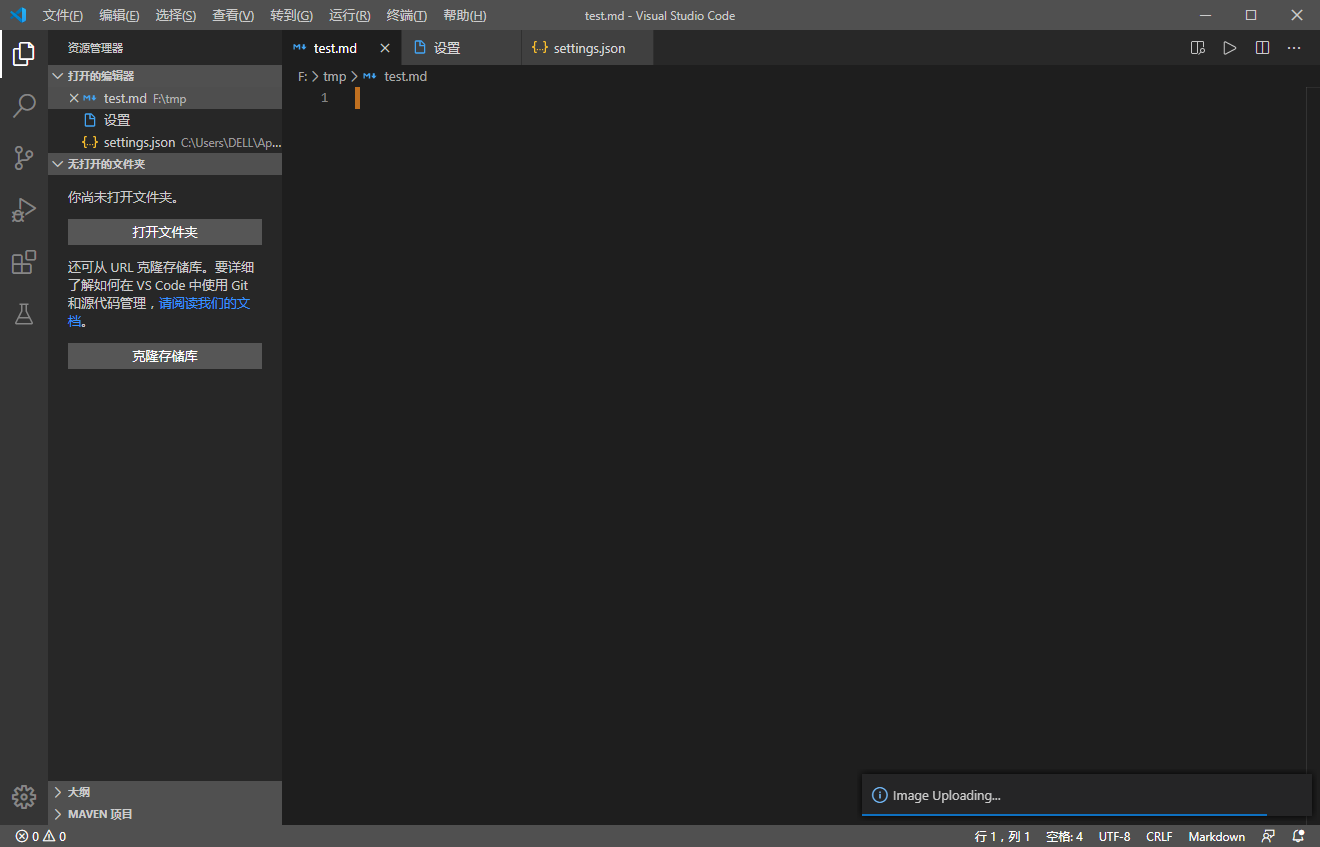 文件(F) 编辑(E) 选择(S) 查看(V) 转到(G) 运行(R) 终端(T) 帮助(H) test.md - Visual Studio Code
资源管理器
打开的编辑器
test.md F:\tmp
设置
settings.json C:\Users\DELL\Ap...
无打开的文件夹
你尚未打开文件夹。
打开文件夹
还可从 URL 克隆存储库。要详细
了解如何在 VS Code 中使用 Git
和源代码管理，请阅读我们的文
档。
克隆存储库
大纲
MAVEN 项目
test.md 设置 {..} settings.json
F: > tmp > test.md
1
Image Uploading...
0 0 行 1，列 1 空格: 4 UTF-8 CRLF Markdown